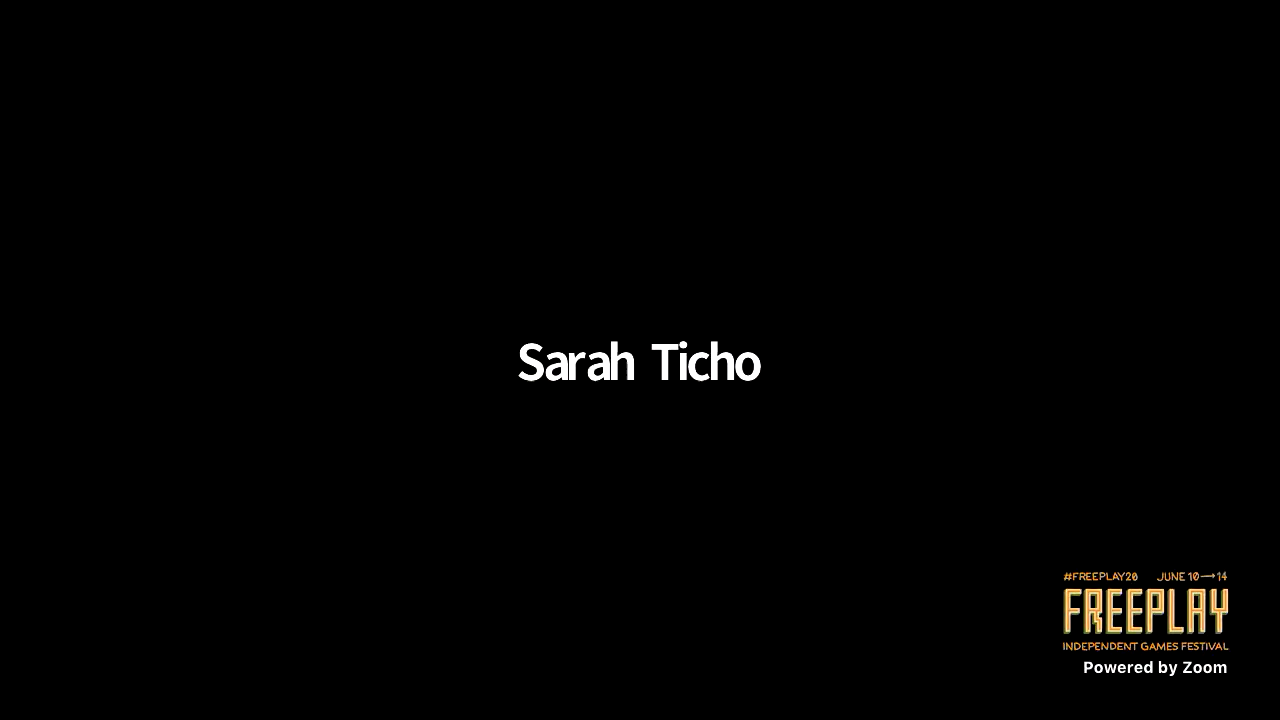 Sarah Ticho
#FREEPLAY20 JUNE 10→14
FREEPLAY
INDEPENDENT GAMES FESTIVAL
Powered by Zoom